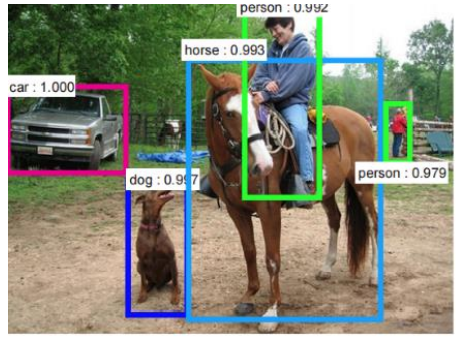 person : 0.992
horse : 0.993
car : 1.000
person : 0.979
dog : 0.997